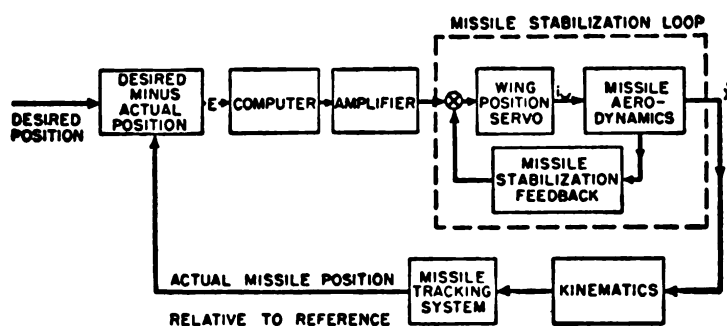 MISSILE STABILIZATION LOOP
DESIRED
MINUS
ACTUAL
POSITION
E
COMPUTER
AMPLIFIER
WING
POSITION
SERVO
MISSILE
AERO-
DYNAMICS
DESIRED
POSITION
MISSILE
STABILIZATION
FEEDBACK
ACTUAL MISSILE POSITION
RELATIVE TO REFERENCE
MISSILE
TRACKING
SYSTEM
KINEMATICS